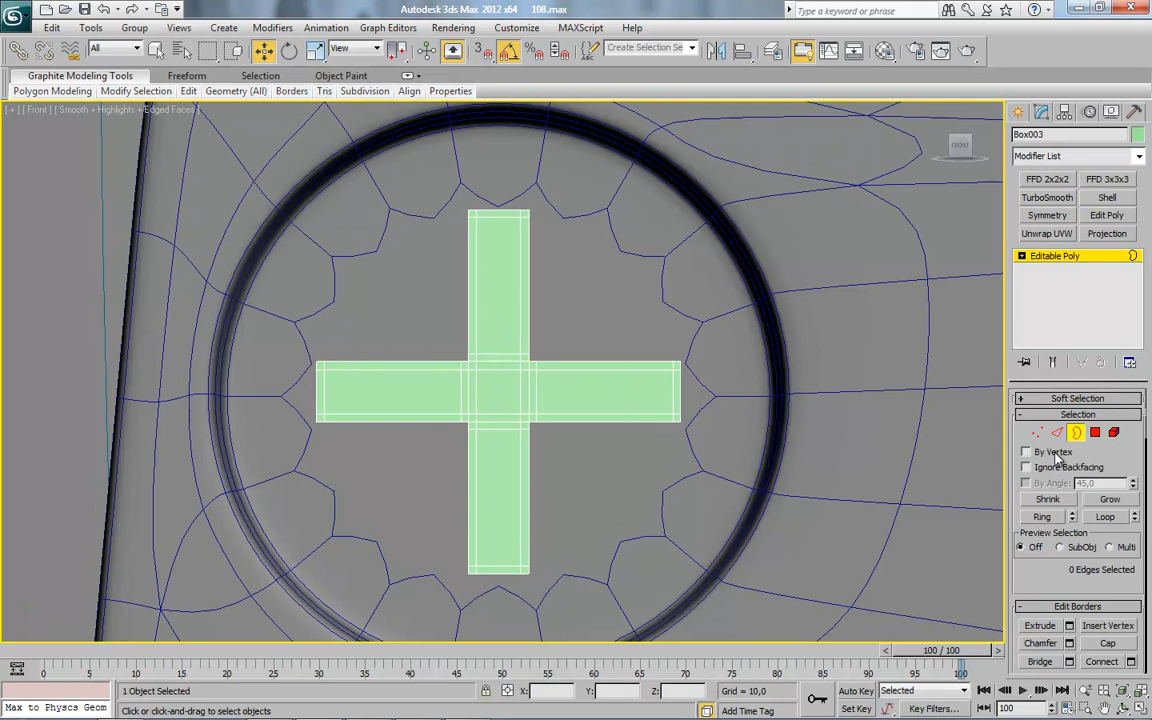 Autodesk 3ds Max 2012 x64 108.max
Type a keyword or phrase
Edit Tools Group Views Create Modifiers Animation Graph Editors Rendering Customize MAXScript Help
All View 3 Create Selection Se
Graphite Modeling Tools Freeform Selection Object Paint
Polygon Modeling Modify Selection Edit Geometry (All) Borders Tris Subdivision Align Properties
[ + ] [ Front ] [ Smooth + Highlights + Edged Faces ]
FRONT
Box003
Modifier List
FFD 2x2x2 FFD 3x3x3
TurboSmooth Shell
Symmetry Edit Poly
Unwrap UVW Projection
Editable Poly
+ Soft Selection
- Selection
By Vertex
Ignore Backfacing
By Angle: 45,0
Shrink Grow
Ring Loop
Preview Selection
Off SubObj Multi
0 Edges Selected
- Edit Borders
Extrude Insert Vertex
Chamfer Cap
Bridge Connect
< 100 / 100 >
0 5 10 15 20 25 30 35 40 45 50 55 60 65 70 75 80 85 90 95 100
1 Object Selected X: Y: Z: Grid = 10,0 Auto Key Selected
Max to Physcs Geom Click or click-and-drag to select objects Add Time Tag Set Key Key Filters... 100